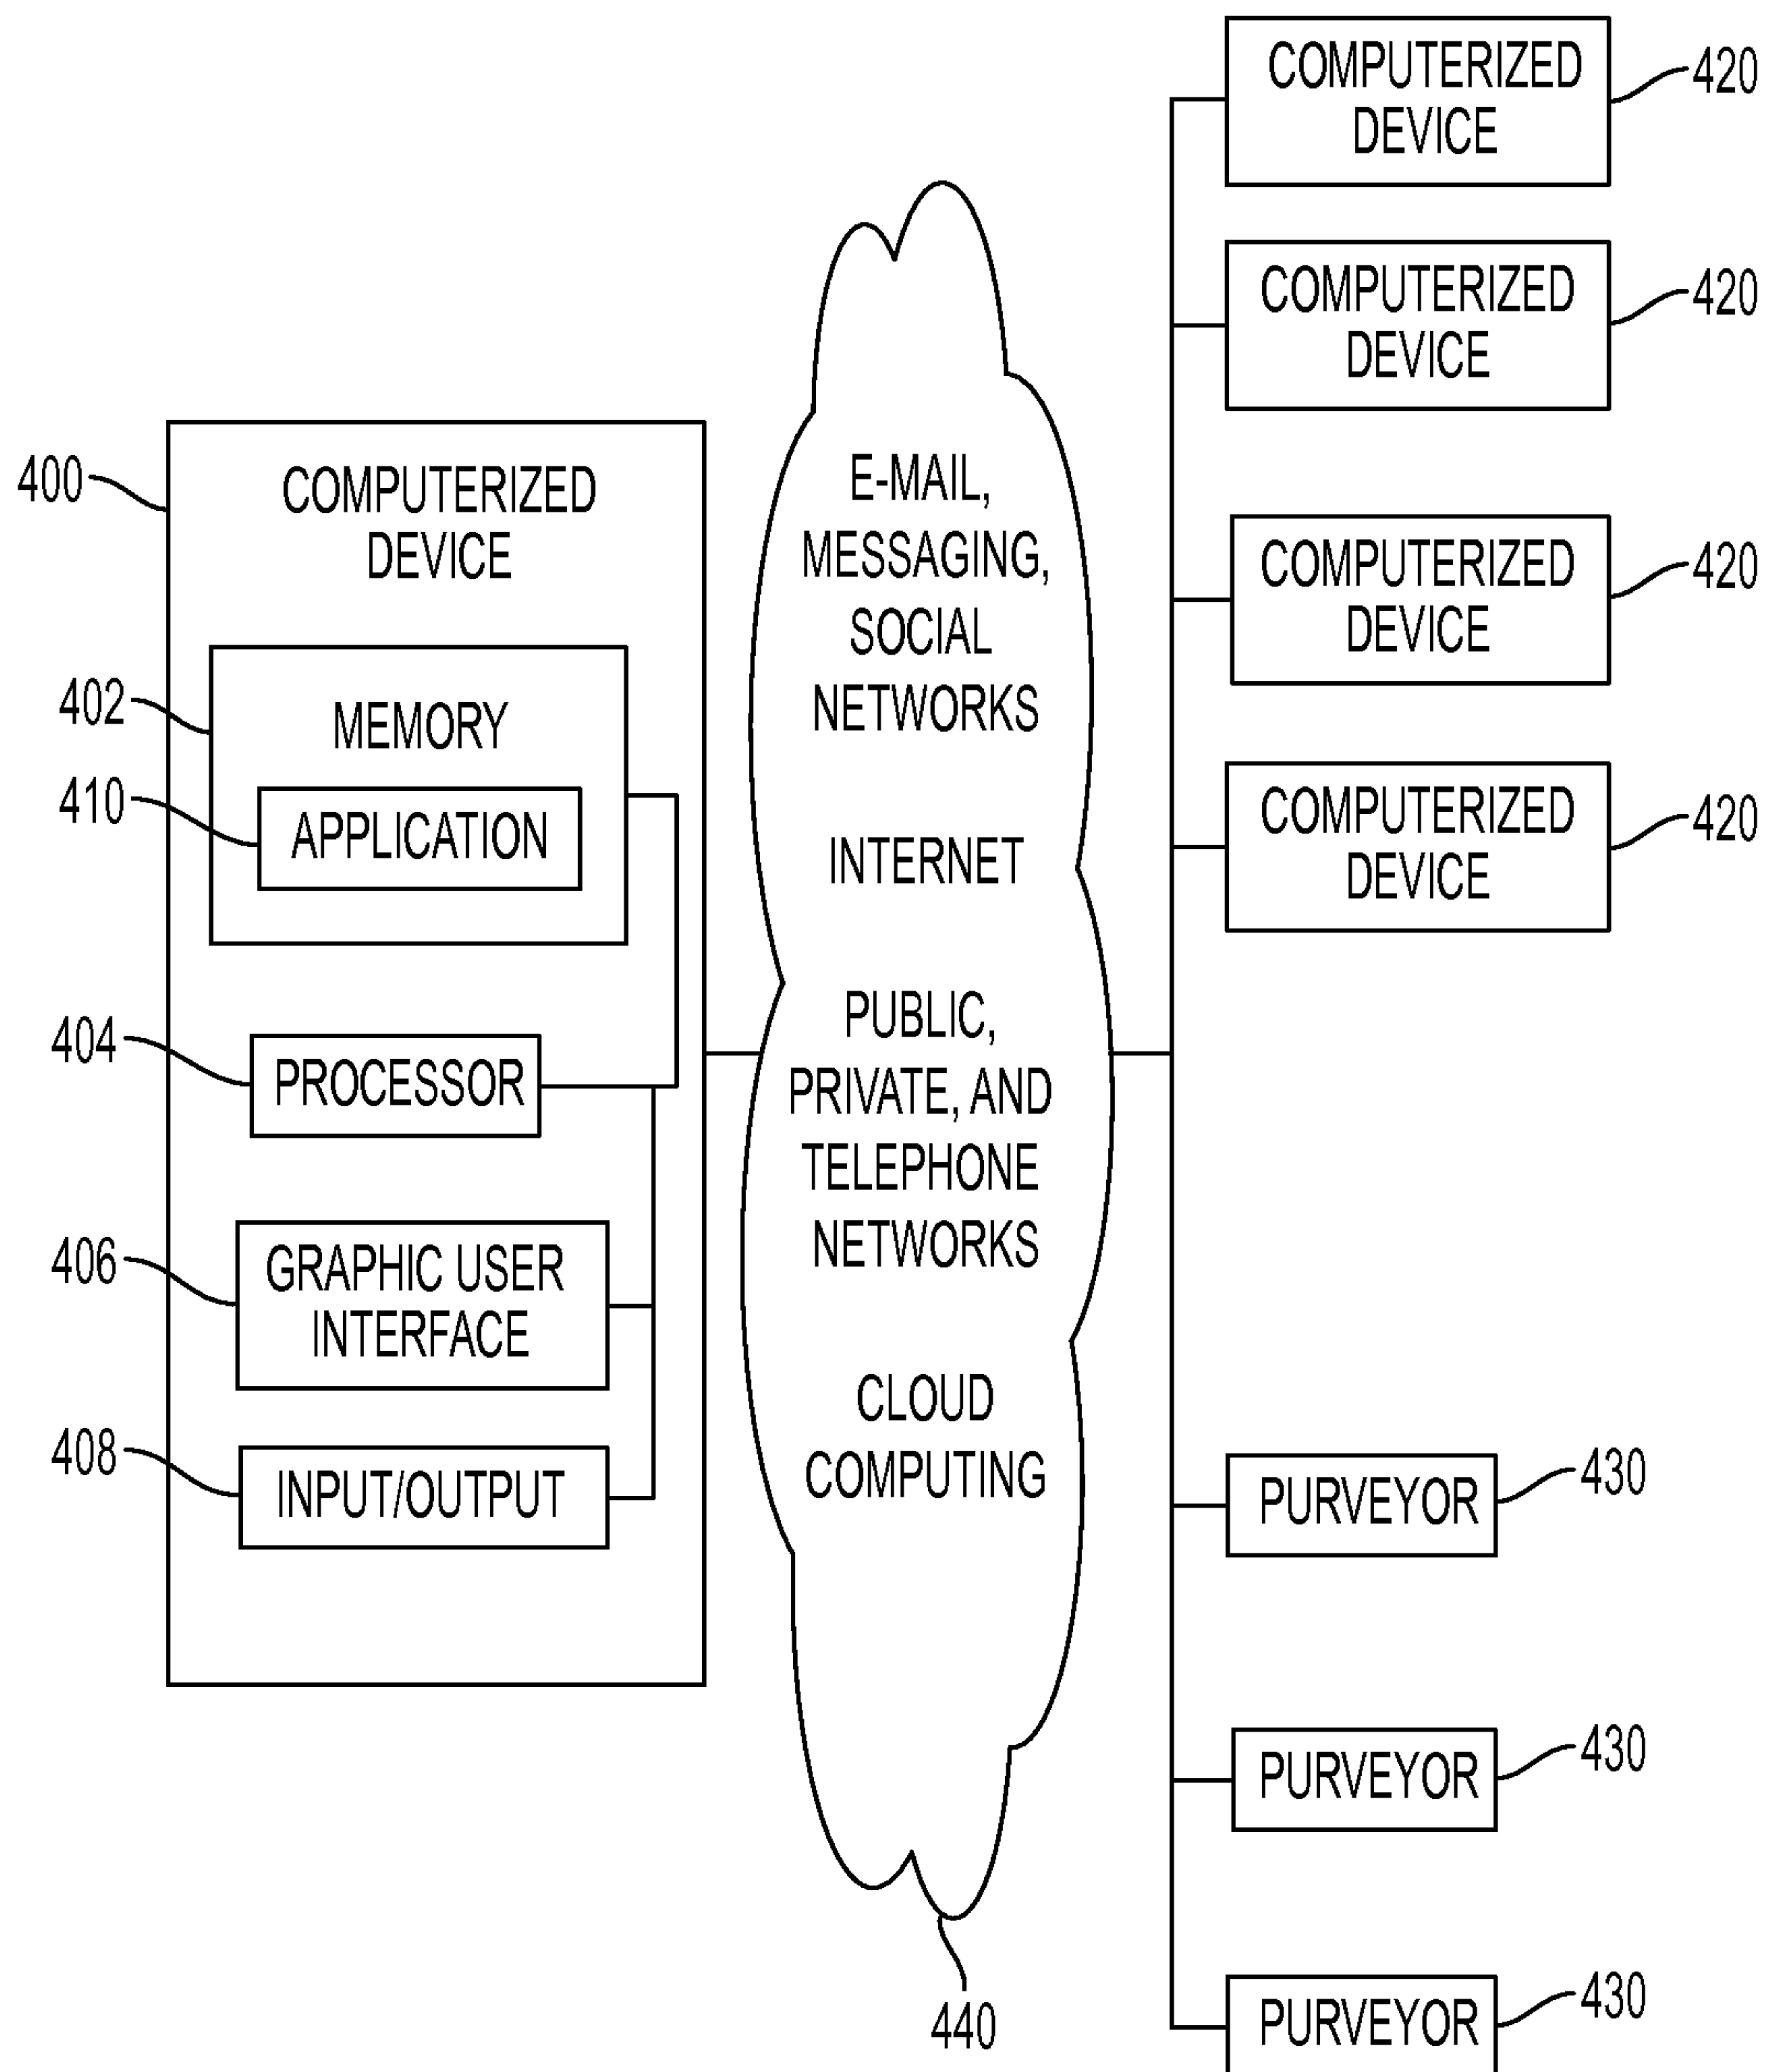 400
COMPUTERIZED
DEVICE
402
MEMORY
410
APPLICATION
404
PROCESSOR
406
GRAPHIC USER
INTERFACE
408
INPUT/OUTPUT
E-MAIL,
MESSAGING,
SOCIAL
NETWORKS
INTERNET
PUBLIC,
PRIVATE, AND
TELEPHONE
NETWORKS
CLOUD
COMPUTING
440
COMPUTERIZED
DEVICE
420
COMPUTERIZED
DEVICE
420
COMPUTERIZED
DEVICE
420
COMPUTERIZED
DEVICE
420
PURVEYOR
430
PURVEYOR
430
PURVEYOR
430